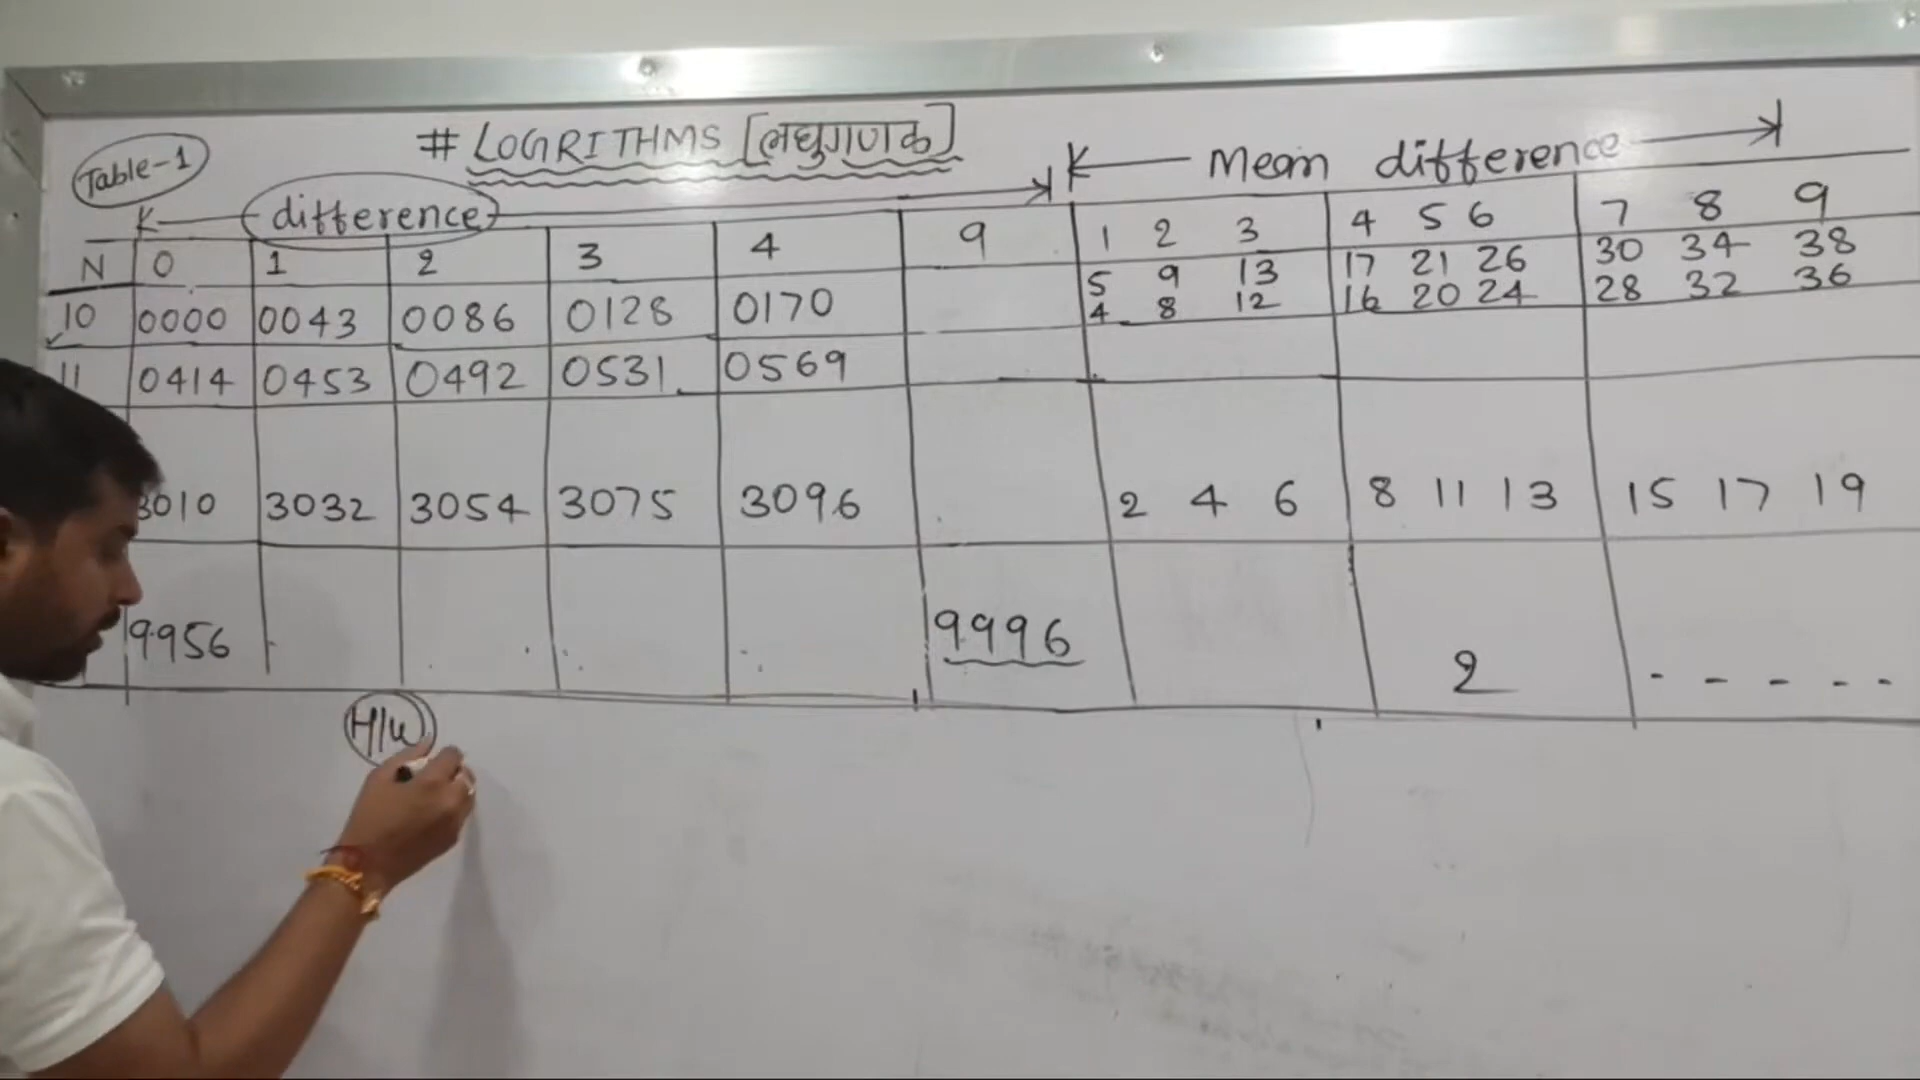 # LOGRITHMS [लघुगणक]
Table-1
Mean difference
difference
N 0 1 2 3 4 9 1 2 3 4 5 6 7 8 9
10 0000 0043 0086 0128 0170 5 9 13 17 21 26 30 34 38
4 8 12 16 20 24 28 32 36
11 0414 0453 0492 0531 0569
3010 3032 3054 3075 3096 2 4 6 8 11 13 15 17 19
9956 9996 2 - - - - -
H/W